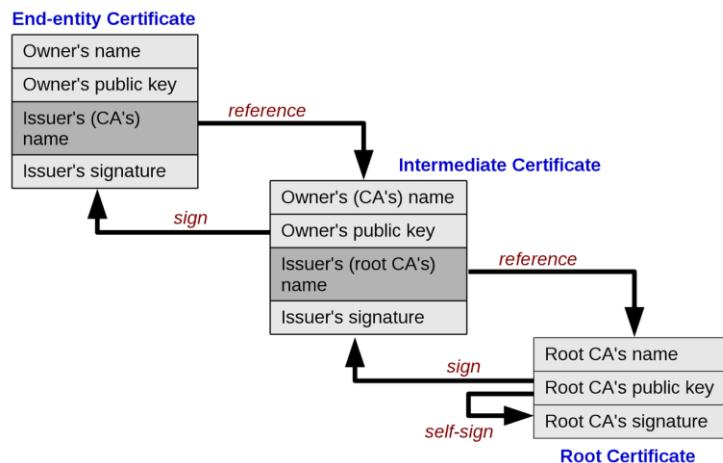 End-entity Certificate
Owner's name
Owner's public key
Issuer's (CA's)
name
Issuer's signature
reference
sign
Intermediate Certificate
Owner's (CA's) name
Owner's public key
Issuer's (root CA's)
name
Issuer's signature
reference
sign
self-sign
Root CA's name
Root CA's public key
Root CA's signature
Root Certificate